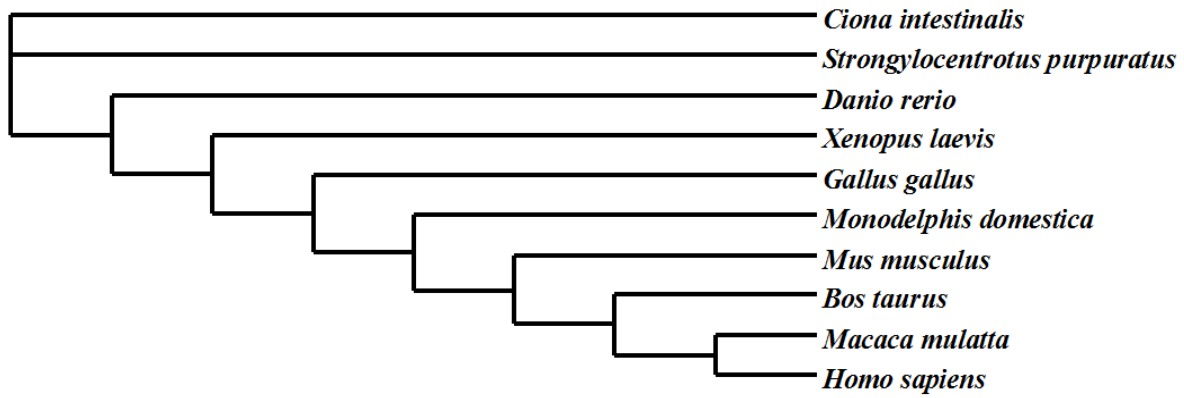 Ciona intestinalis
Strongylocentrotus purpuratus
Danio rerio
Xenopus laevis
Gallus gallus
Monodelphis domestica
Mus musculus
Bos taurus
Macaca mulatta
Homo sapiens